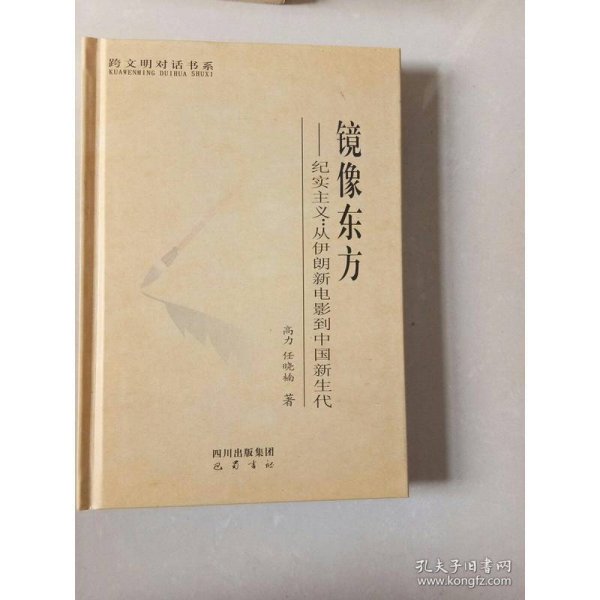 跨文明对话书系
KUAWENMING DUIHUA SHUXI
镜像东方
——纪实主义:从伊朗新电影到中国新生代
高力 任晓楠 著
四川出版集团
巴蜀书社
孔夫子旧书网
www.kongfz.com